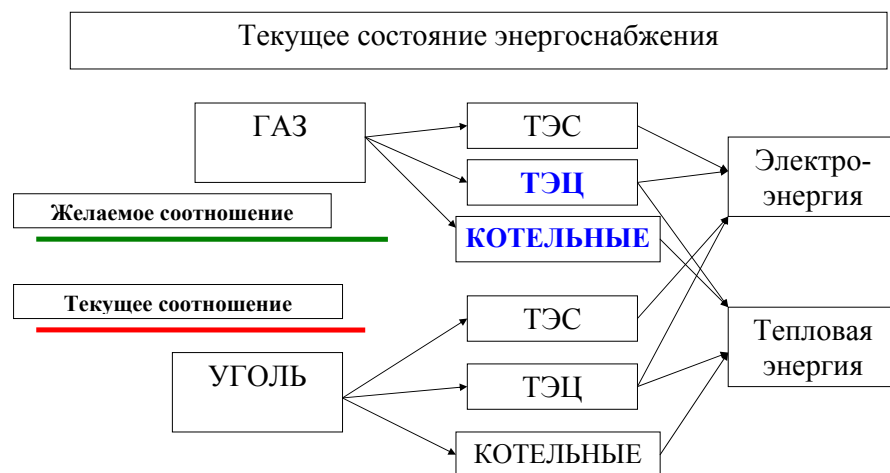 Текущее состояние энергоснабжения
ГАЗ
ТЭС
ТЭЦ
КОТЕЛЬНЫЕ
Электро-
энергия
Желаемое соотношение
Текущее соотношение
УГОЛЬ
ТЭС
ТЭЦ
КОТЕЛЬНЫЕ
Тепловая
энергия